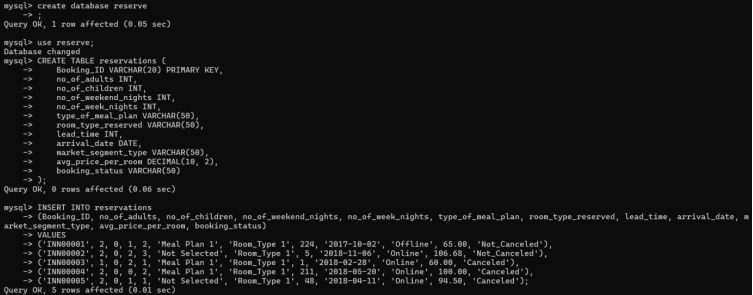 mysql> create database reserve
    -> ;
Query OK, 1 row affected (0.05 sec)

mysql> use reserve;
Database changed
mysql> CREATE TABLE reservations (
    ->     Booking_ID VARCHAR(20) PRIMARY KEY,
    ->     no_of_adults INT,
    ->     no_of_children INT,
    ->     no_of_weekend_nights INT,
    ->     no_of_week_nights INT,
    ->     type_of_meal_plan VARCHAR(50),
    ->     room_type_reserved VARCHAR(50),
    ->     lead_time INT,
    ->     arrival_date DATE,
    ->     market_segment_type VARCHAR(50),
    ->     avg_price_per_room DECIMAL(10, 2),
    ->     booking_status VARCHAR(50)
    -> );
Query OK, 0 rows affected (0.06 sec)

mysql> INSERT INTO reservations
    -> (Booking_ID, no_of_adults, no_of_children, no_of_weekend_nights, no_of_week_nights, type_of_meal_plan, room_type_reserved, lead_time, arrival_date, m
arket_segment_type, avg_price_per_room, booking_status)
    -> VALUES
    -> ('INN00001', 2, 0, 1, 2, 'Meal Plan 1', 'Room_Type 1', 224, '2017-10-02', 'Offline', 65.00, 'Not_Canceled'),
    -> ('INN00002', 2, 0, 2, 3, 'Not Selected', 'Room_Type 1', 5, '2018-11-06', 'Online', 106.68, 'Not_Canceled'),
    -> ('INN00003', 1, 0, 2, 1, 'Meal Plan 1', 'Room_Type 1', 1, '2018-02-28', 'Online', 60.00, 'Canceled'),
    -> ('INN00004', 2, 0, 0, 2, 'Meal Plan 1', 'Room_Type 1', 211, '2018-05-20', 'Online', 100.00, 'Canceled'),
    -> ('INN00005', 2, 0, 1, 1, 'Not Selected', 'Room_Type 1', 48, '2018-04-11', 'Online', 94.50, 'Canceled');
Query OK, 5 rows affected (0.01 sec)